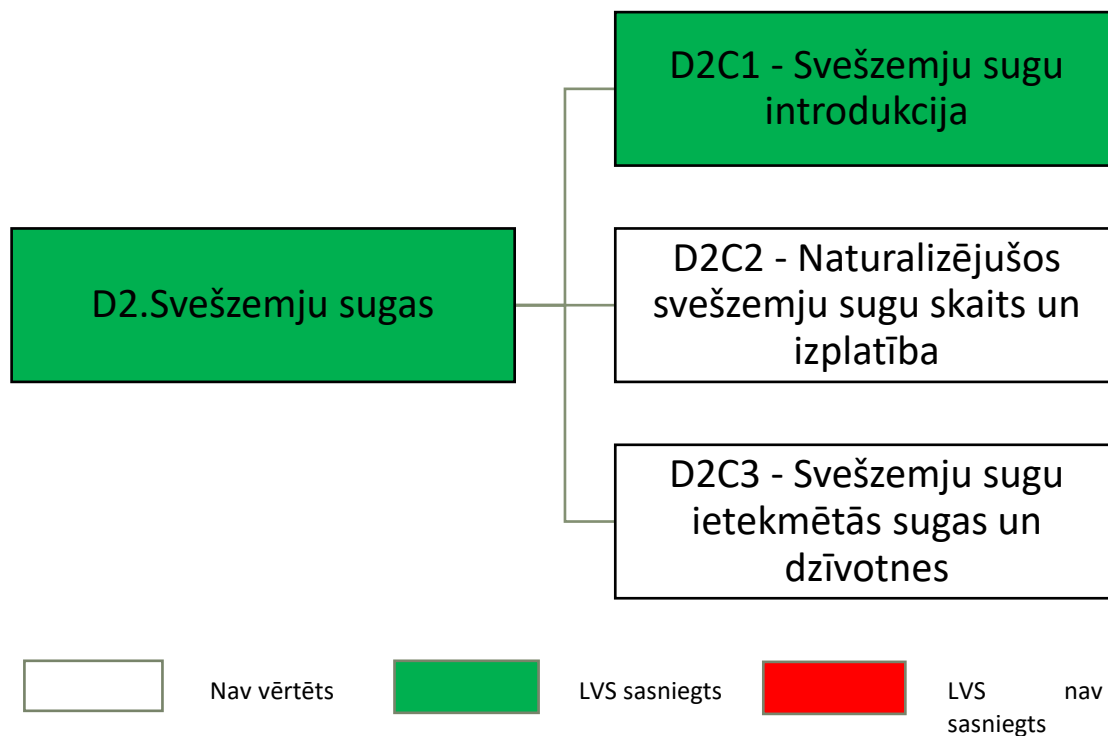 D2C1 - Svešzemju sugu
introdukcija
D2.Svešzemju sugas
D2C2 - Naturalizējušos
svešzemju sugu skaits un
izplatība
D2C3 - Svešzemju sugu
ietekmētās sugas un
dzīvotnes
Nav vērtēts
LVS sasniegts
LVS nav
sasniegts